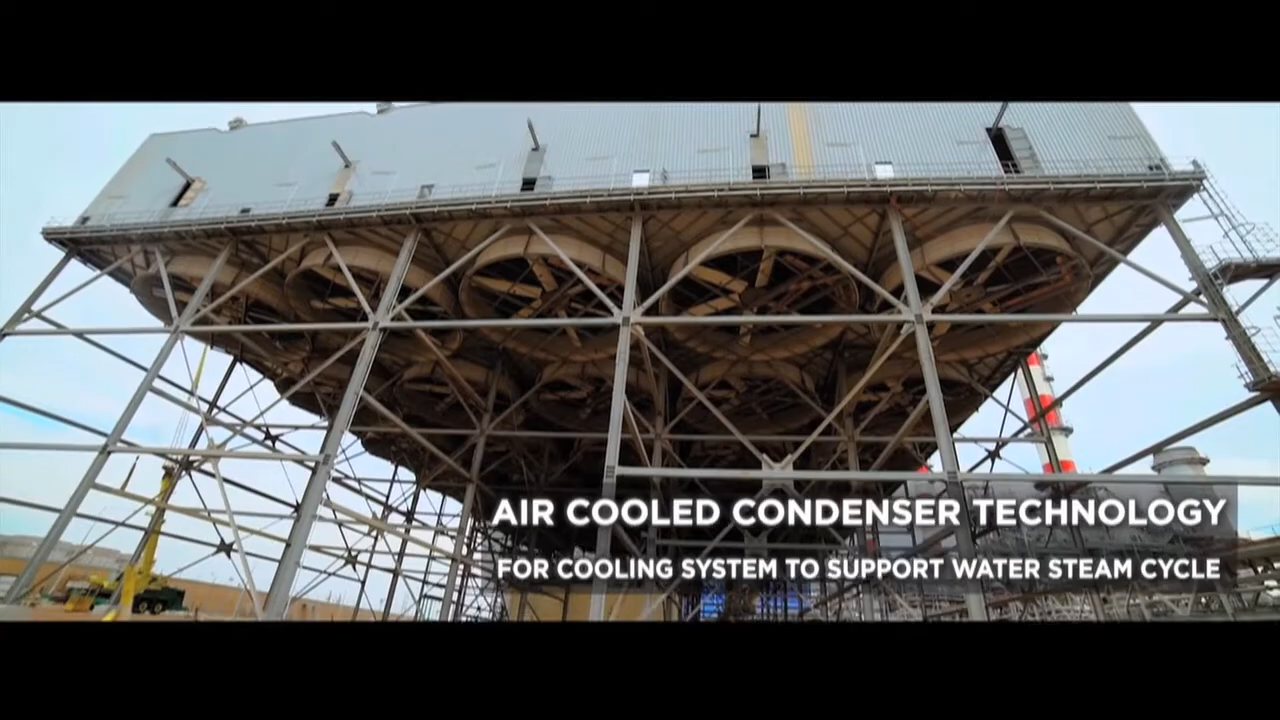 AIR COOLED CONDENSER TECHNOLOGY
FOR COOLING SYSTEM TO SUPPORT WATER STEAM CYCLE